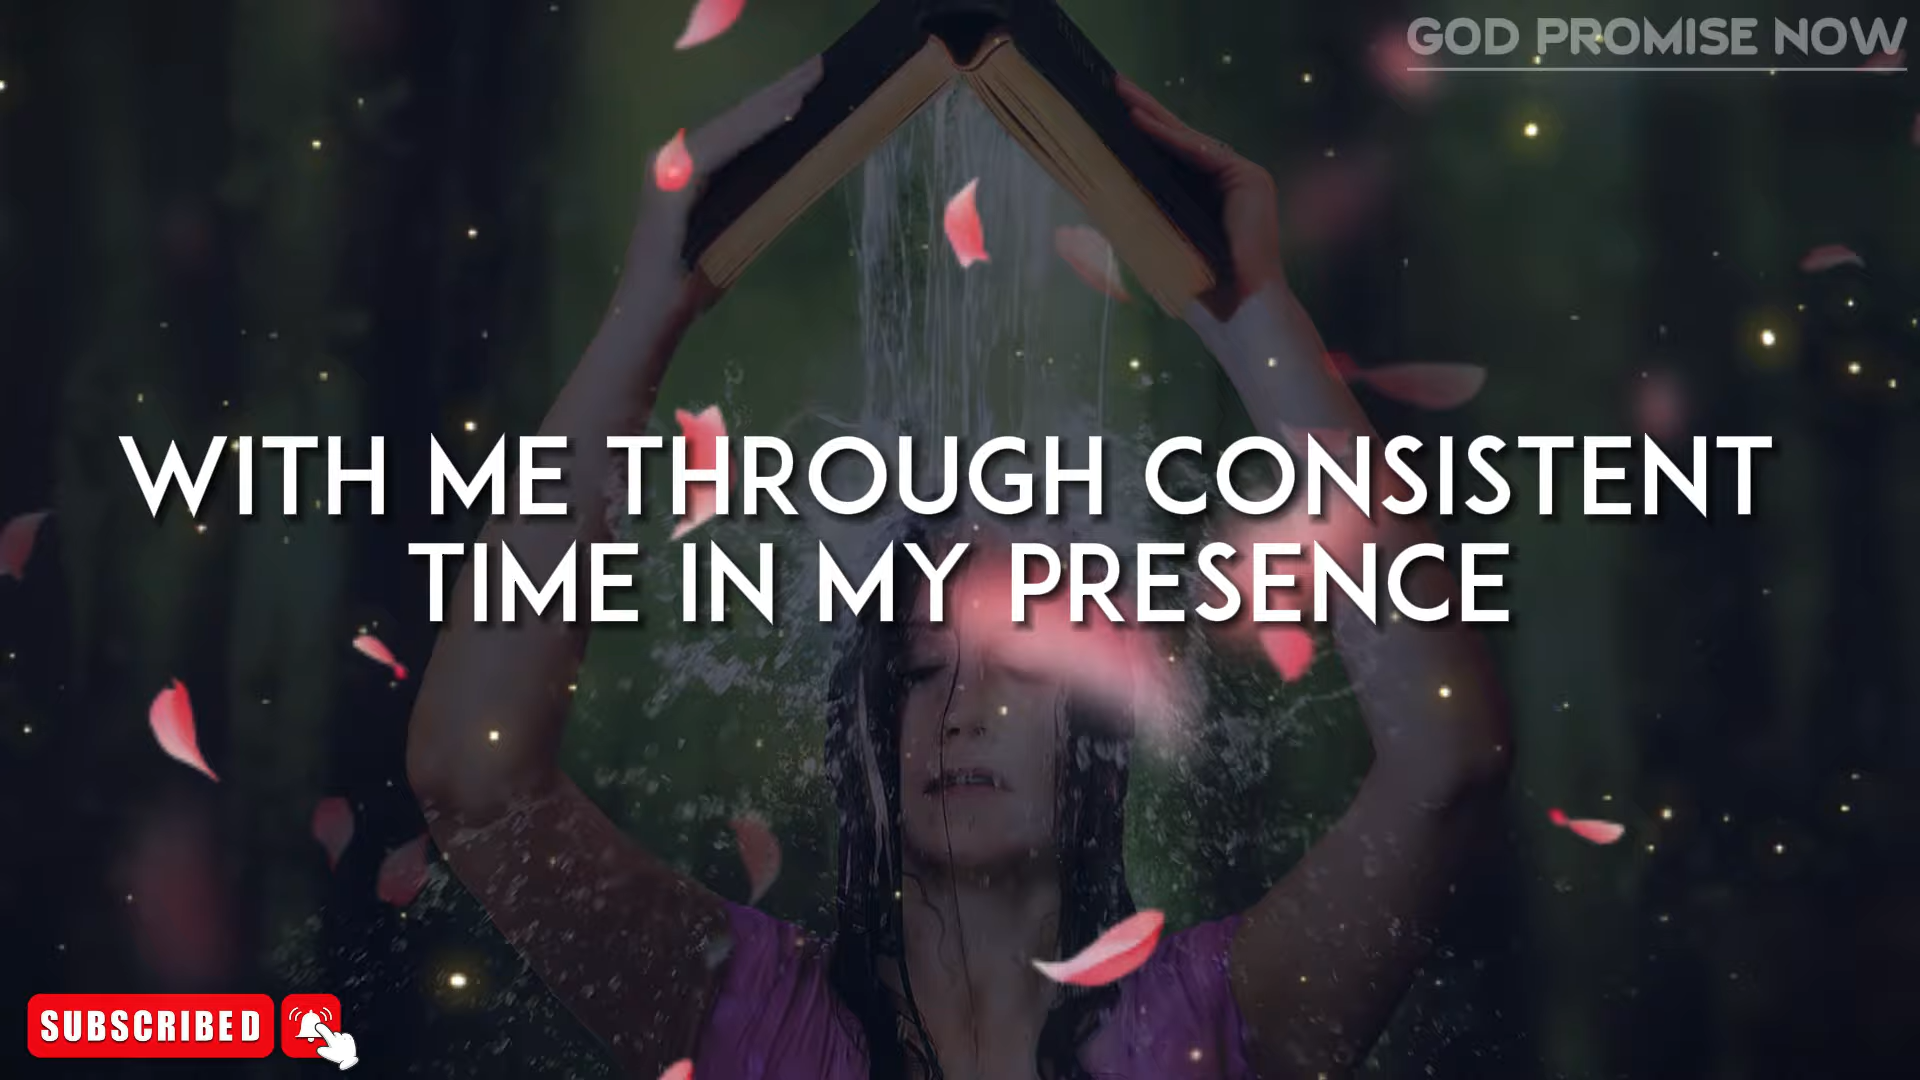 GOD PROMISE NOW
WITH ME THROUGH CONSISTENT
TIME IN MY PRESENCE
SUBSCRIBED